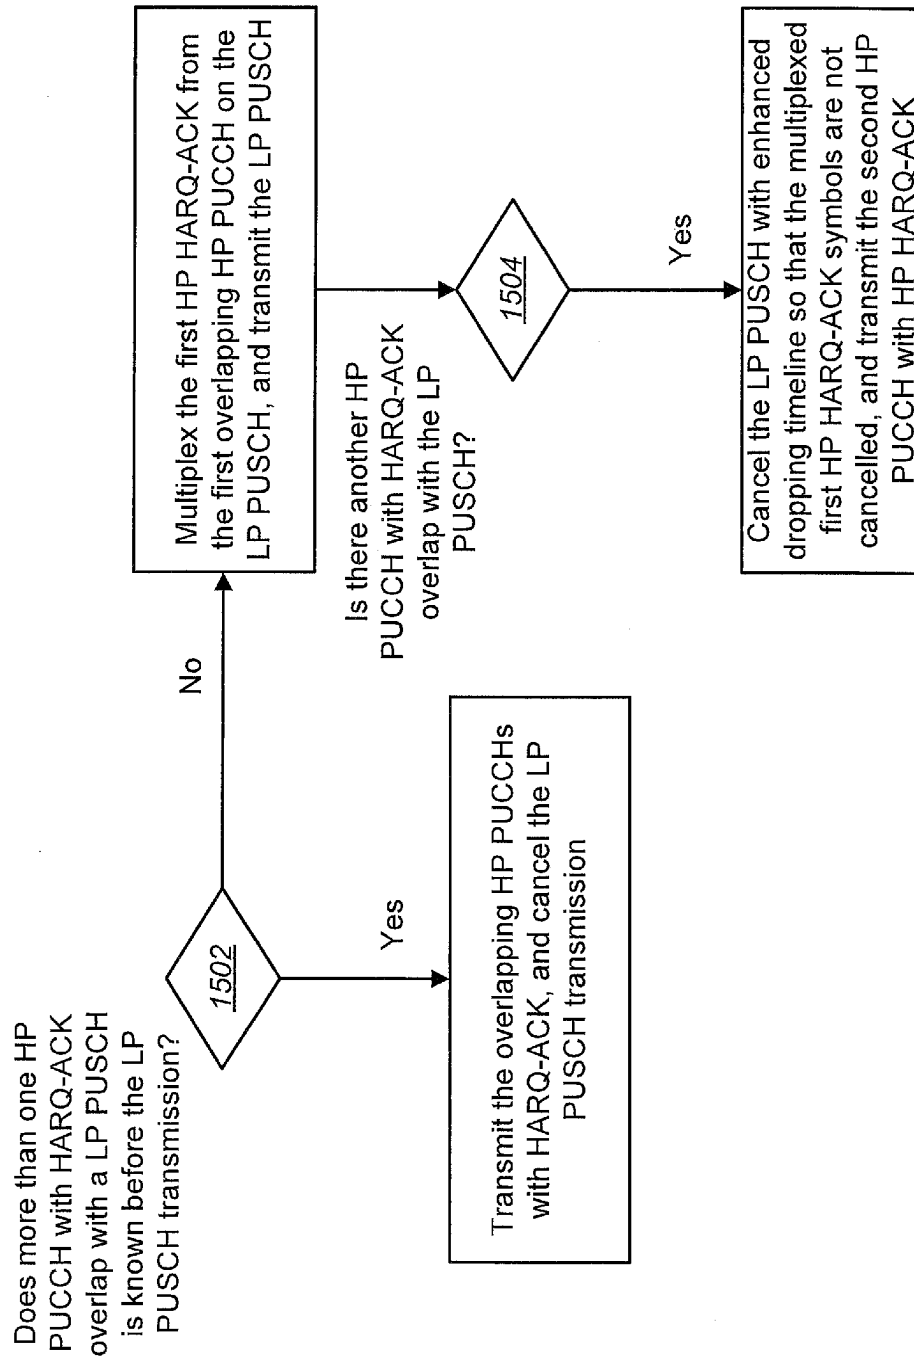 Does more than one HP
PUCCH with HARQ-ACK
overlap with a LP PUSCH
is known before the LP
PUSCH transmission?
1502
No
Yes
Transmit the overlapping HP PUCCHs
with HARQ-ACK, and cancel the LP
PUSCH transmission
Multiplex the first HP HARQ-ACK from
the first overlapping HP PUCCH on the
LP PUSCH, and transmit the LP PUSCH
Is there another HP
PUCCH with HARQ-ACK
overlap with the LP
PUSCH?
1504
Yes
Cancel the LP PUSCH with enhanced
dropping timeline so that the multiplexed
first HP HARQ-ACK symbols are not
cancelled, and transmit the second HP
PUCCH with HP HARQ-ACK